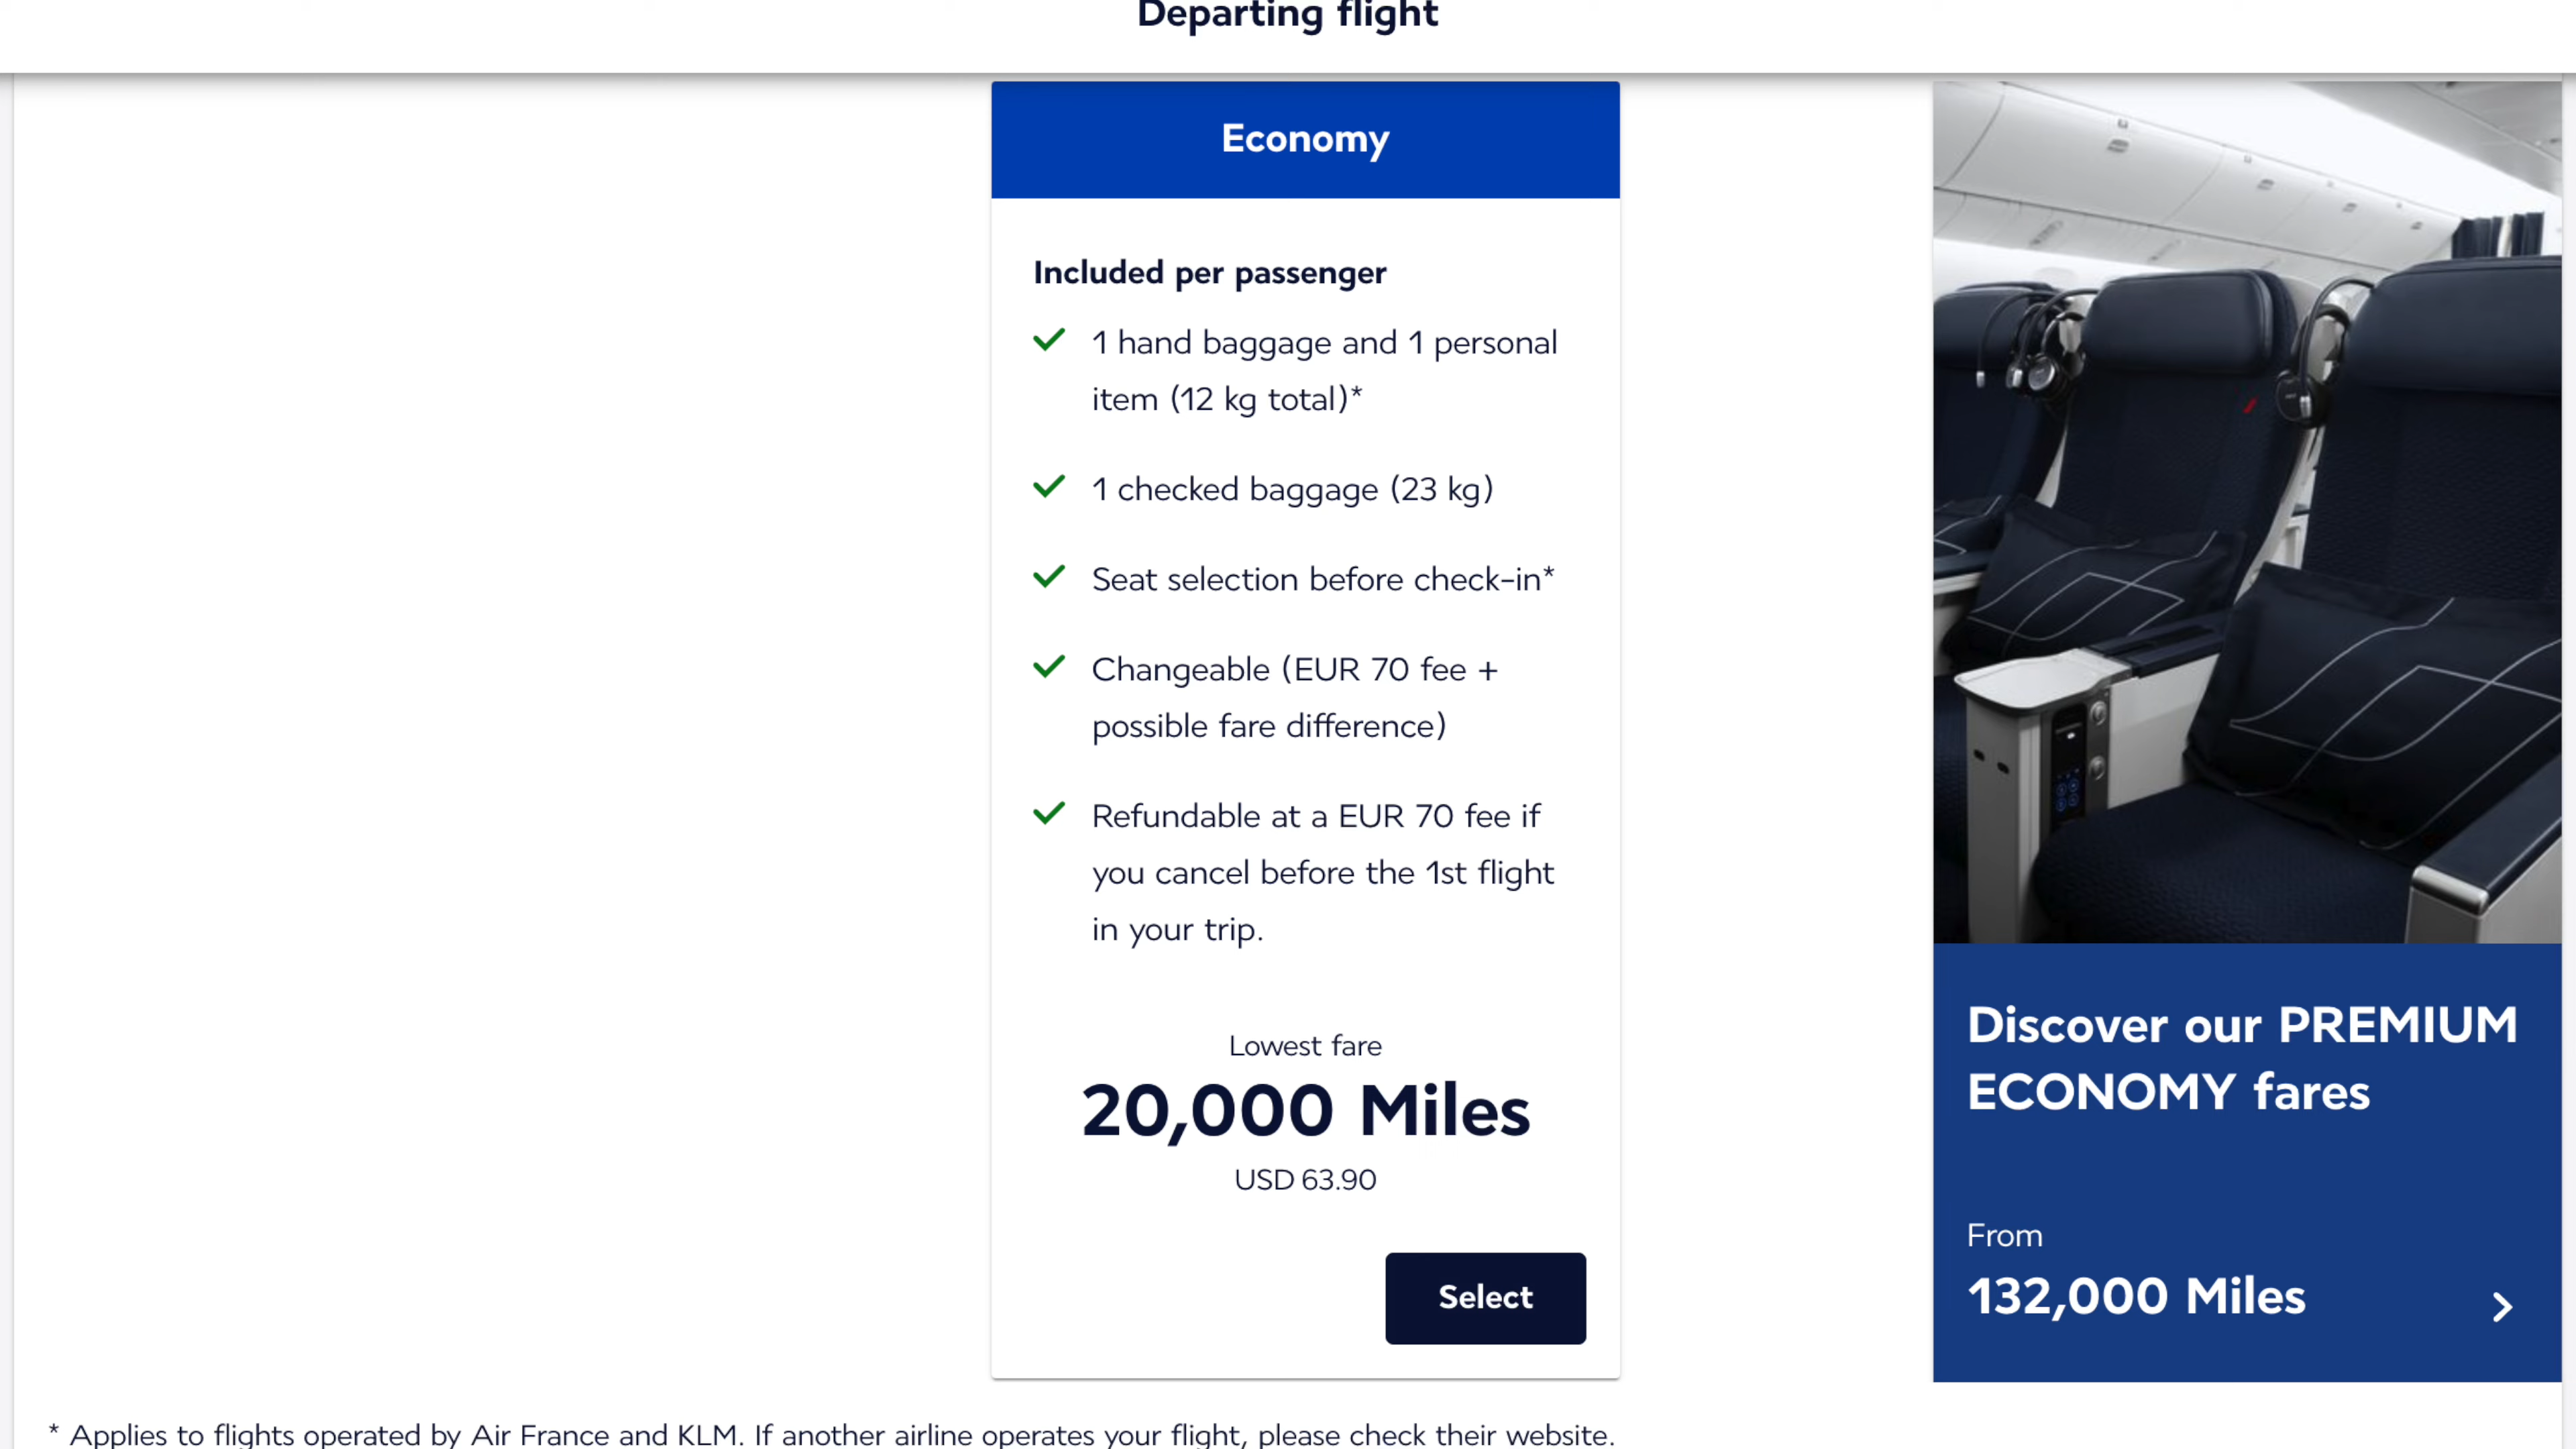 Departing flight
Economy
Included per passenger
1 hand baggage and 1 personal
item (12 kg total)*
1 checked baggage (23 kg)
Seat selection before check-in*
Changeable (EUR 70 fee +
possible fare difference)
Refundable at a EUR 70 fee if
you cancel before the 1st flight
in your trip.
Lowest fare
20,000 Miles
USD 63.90
Select
Discover our PREMIUM
ECONOMY fares
From
132,000 Miles
* Applies to flights operated by Air France and KLM. If another airline operates your flight, please check their website.